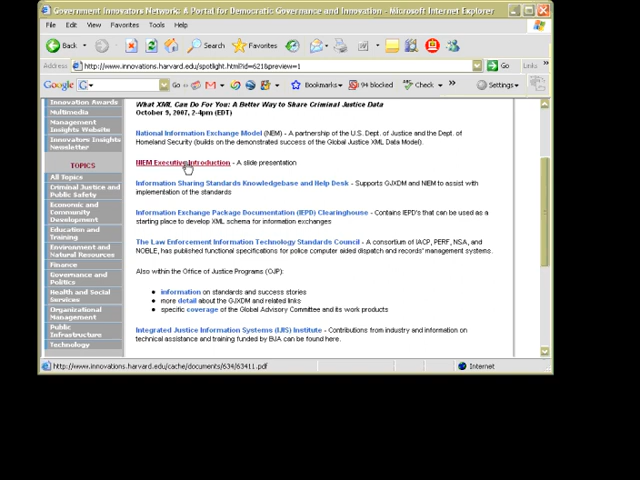 Government Innovators Network: A Portal for Democratic Governance and Innovation - Microsoft Internet Explorer
File Edit View Favorites Tools Help
Back Search Favorites
Address http://www.innovations.harvard.edu/spotlight.html?id=621&preview=1 Go
Google G Go Bookmarks 94 blocked Check Settings
Innovation Awards
Multimedia
Management Insights Website
Innovators Insights Newsletter
TOPICS
All Topics
Criminal Justice and Public Safety
Economic and Community Development
Education and Training
Environment and Natural Resources
Finance
Governance and Politics
Health and Social Services
Organizational Management
Public Infrastructure
Technology
What XML Can Do For You: A Better Way to Share Criminal Justice Data
October 9, 2007, 2-4pm (EDT)
National Information Exchange Model (NIEM) - A partnership of the U.S. Dept. of Justice and the Dept. of
Homeland Security (builds on the demonstrated success of the Global Justice XML Data Model).
NIEM Executive Introduction - A slide presentation
Information Sharing Standards Knowledgebase and Help Desk - Supports GJXDM and NIEM to assist with
implementation of the standards
Information Exchange Package Documentation (IEPD) Clearinghouse - Contains IEPD's that can be used as a
starting place to develop XML schema for information exchanges
The Law Enforcement Information Technology Standards Council - A consortium of IACP, PERF, NSA, and
NOBLE, has published functional specifications for police computer aided dispatch and records' management systems.
Also within the Office of Justice Programs (OJP):
information on standards and success stories
more detail about the GJXDM and related links
specific coverage of the Global Advisory Committee and its work products
Integrated Justice Information Systems (IJIS) Institute - Contributions from industry and information on
technical assistance and training funded by BJA can be found here.
http://www.innovations.harvard.edu/cache/documents/634/63411.pdf Internet